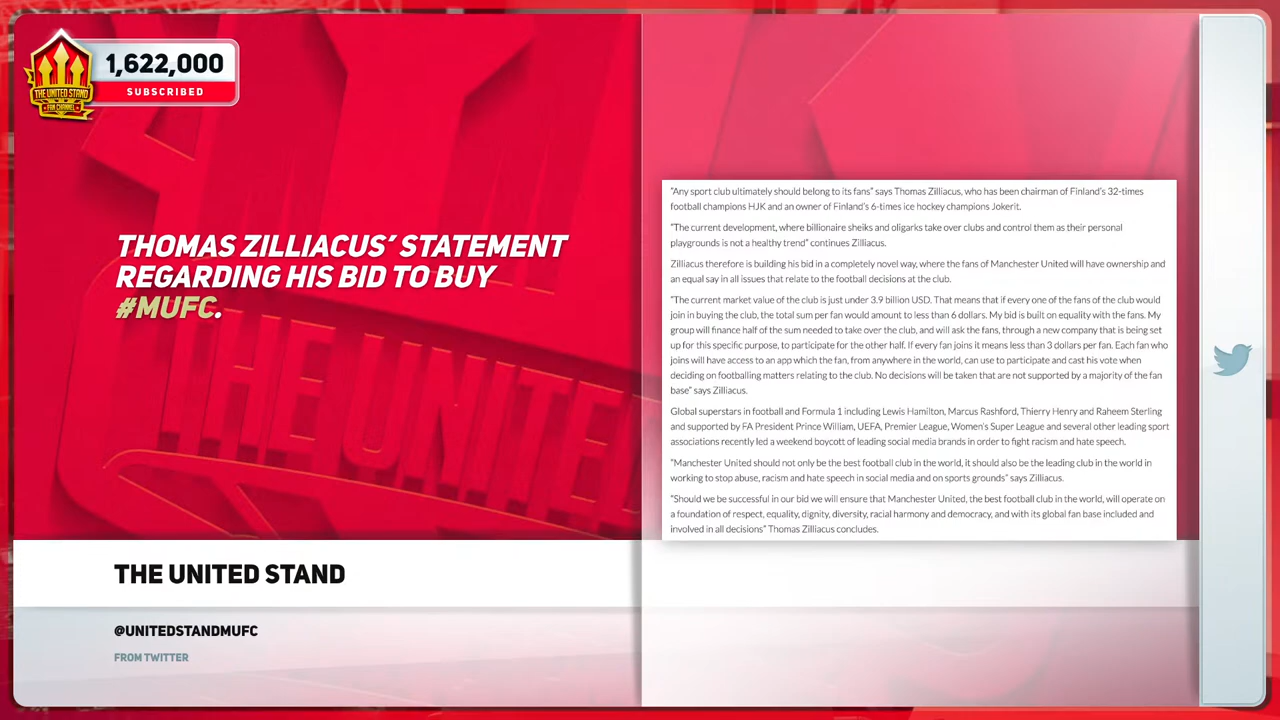 1,622,000
SUBSCRIBED
THE UNITED STAND
FAN CHANNEL
THOMAS ZILLIACUS' STATEMENT
REGARDING HIS BID TO BUY
#MUFC.
THE UNITE
"Any sport club ultimately should belong to its fans" says Thomas Zilliacus, who has been chairman of Finland's 32-times
football champions HJK and an owner of Finland's 6-times ice hockey champions Jokerit.
"The current development, where billionaire sheiks and oligarks take over clubs and control them as their personal
playgrounds is not a healthy trend" continues Zilliacus.
Zilliacus therefore is building his bid in a completely novel way, where the fans of Manchester United will have ownership and
an equal say in all issues that relate to the football decisions at the club.
"The current market value of the club is just under 3.9 billion USD. That means that if every one of the fans of the club would
join in buying the club, the total sum per fan would amount to less than 6 dollars. My bid is built on equality with the fans. My
group will finance half of the sum needed to take over the club, and will ask the fans, through a new company that is being set
up for this specific purpose, to participate for the other half. If every fan joins it means less than 3 dollars per fan. Each fan who
joins will have access to an app which the fan, from anywhere in the world, can use to participate and cast his vote when
deciding on footballing matters relating to the club. No decisions will be taken that are not supported by a majority of the fan
base" says Zilliacus.
Global superstars in football and Formula 1 including Lewis Hamilton, Marcus Rashford, Thierry Henry and Raheem Sterling
and supported by FA President Prince William, UEFA, Premier League, Women's Super League and several other leading sport
associations recently led a weekend boycott of leading social media brands in order to fight racism and hate speech.
"Manchester United should not only be the best football club in the world, it should also be the leading club in the world in
working to stop abuse, racism and hate speech in social media and on sports grounds" says Zilliacus.
"Should we be successful in our bid we will ensure that Manchester United, the best football club in the world, will operate on
a foundation of respect, equality, dignity, diversity, racial harmony and democracy, and with its global fan base included and
involved in all decisions" Thomas Zilliacus concludes.
THE UNITED STAND
@UNITEDSTANDMUFC
FROM TWITTER